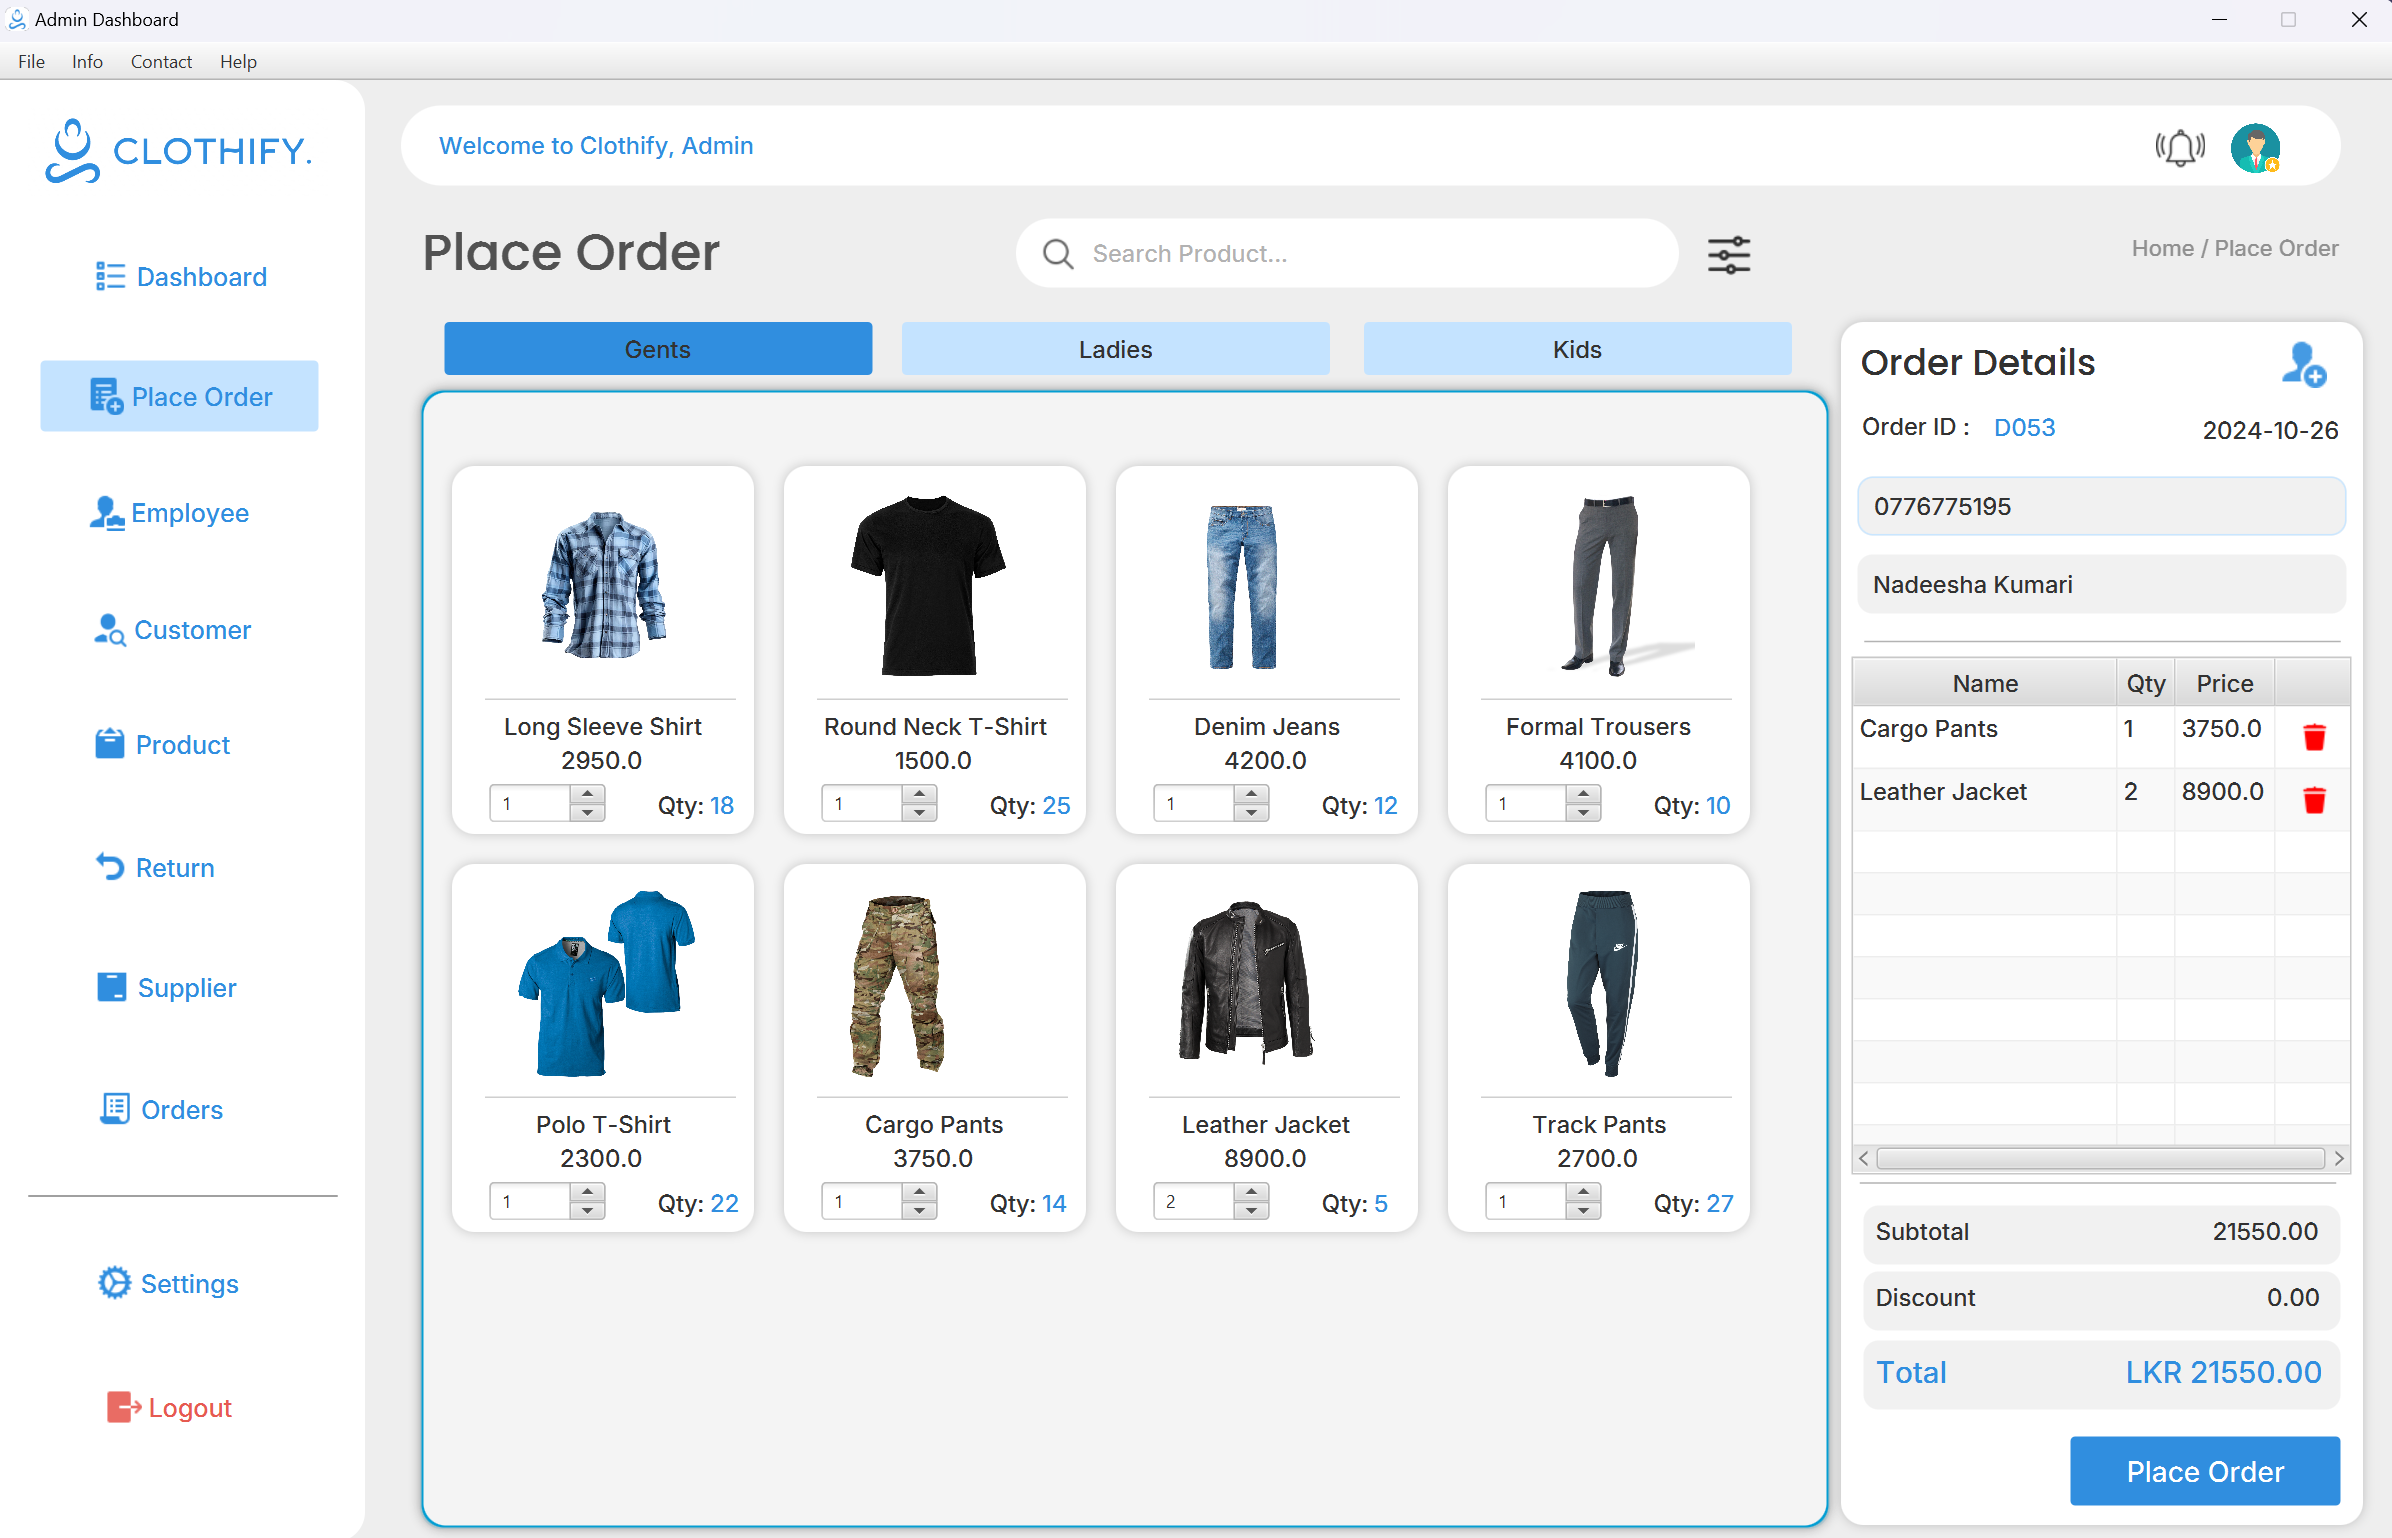 Admin Dashboard
File Info Contact Help
CLOTHIFY.
Welcome to Clothify, Admin
Dashboard
Place Order
Employee
Customer
Product
Return
Supplier
Orders
Settings
Logout
Place Order
Search Product...
Home / Place Order
Gents Ladies Kids
Long Sleeve Shirt
2950.0
1 Qty: 18
Round Neck T-Shirt
1500.0
1 Qty: 25
Denim Jeans
4200.0
1 Qty: 12
Formal Trousers
4100.0
1 Qty: 10
Polo T-Shirt
2300.0
1 Qty: 22
Cargo Pants
3750.0
1 Qty: 14
Leather Jacket
8900.0
2 Qty: 5
Track Pants
2700.0
1 Qty: 27
Order Details
Order ID : D053 2024-10-26
0776775195
Nadeesha Kumari
Name Qty Price
Cargo Pants 1 3750.0
Leather Jacket 2 8900.0
Subtotal 21550.00
Discount 0.00
Total LKR 21550.00
Place Order